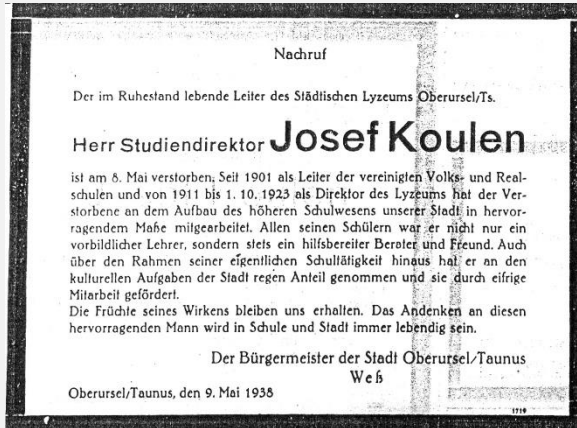 Nachruf
Der im Ruhestand lebende Leiter des Städtischen Lyzeums Oberursel/Ts.
Herr Studiendirektor Josef Koulen
ist am 8. Mai verstorben. Seit 1901 als Leiter der vereinigten Volks- und Real-
schulen und von 1911 bis 1. 10. 1923 als Direktor des Lyzeums hat der Ver-
storbene an dem Aufbau des höheren Schulwesens unserer Stadt in hervor-
ragendem Maße mitgearbeitet. Allen seinen Schülern war er nicht nur ein
vorbildlicher Lehrer, sondern stets ein hilfsbereiter Berater und Freund. Auch
über den Rahmen seiner eigentlichen Schultätigkeit hinaus hat er an den
kulturellen Aufgaben der Stadt regen Anteil genommen und sie durch eifrige
Mitarbeit gefördert.
Die Früchte seines Wirkens bleiben uns erhalten. Das Andenken an diesen
hervorragenden Mann wird in Schule und Stadt immer lebendig sein.
Der Bürgermeister der Stadt Oberursel/Taunus
Weß
Oberursel/Taunus, den 9. Mai 1938
1719